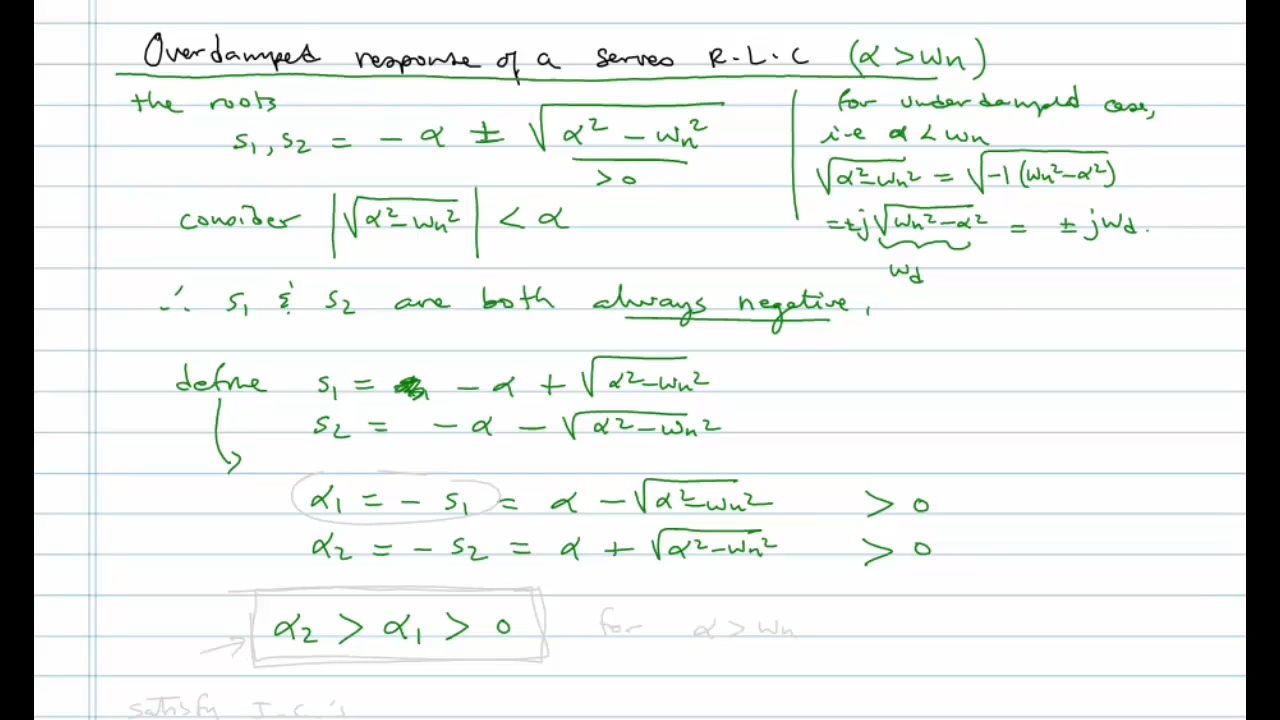 Overdamped response of a series R.L.C (α > ωn)
the roots
s1, s2 = - α ± √(α² - ωn²)
> 0
for underdamped case,
i.e α < ωn
√(α²-ωn²) = √(-1 (ωn²-α²))
= ±j√(ωn²-α²) = ± jωd.
ωd
consider |√(α²-ωn²)| < α
∴ s1 & s2 are both always negative,
define s1 = - α + √(α²-ωn²)
s2 = - α - √(α²-ωn²)
α1 = - s1 = α - √(α²-ωn²) > 0
α2 = - s2 = α + √(α²-ωn²) > 0
α2 > α1 > 0 for α > ωn
satisfy I.C.'s